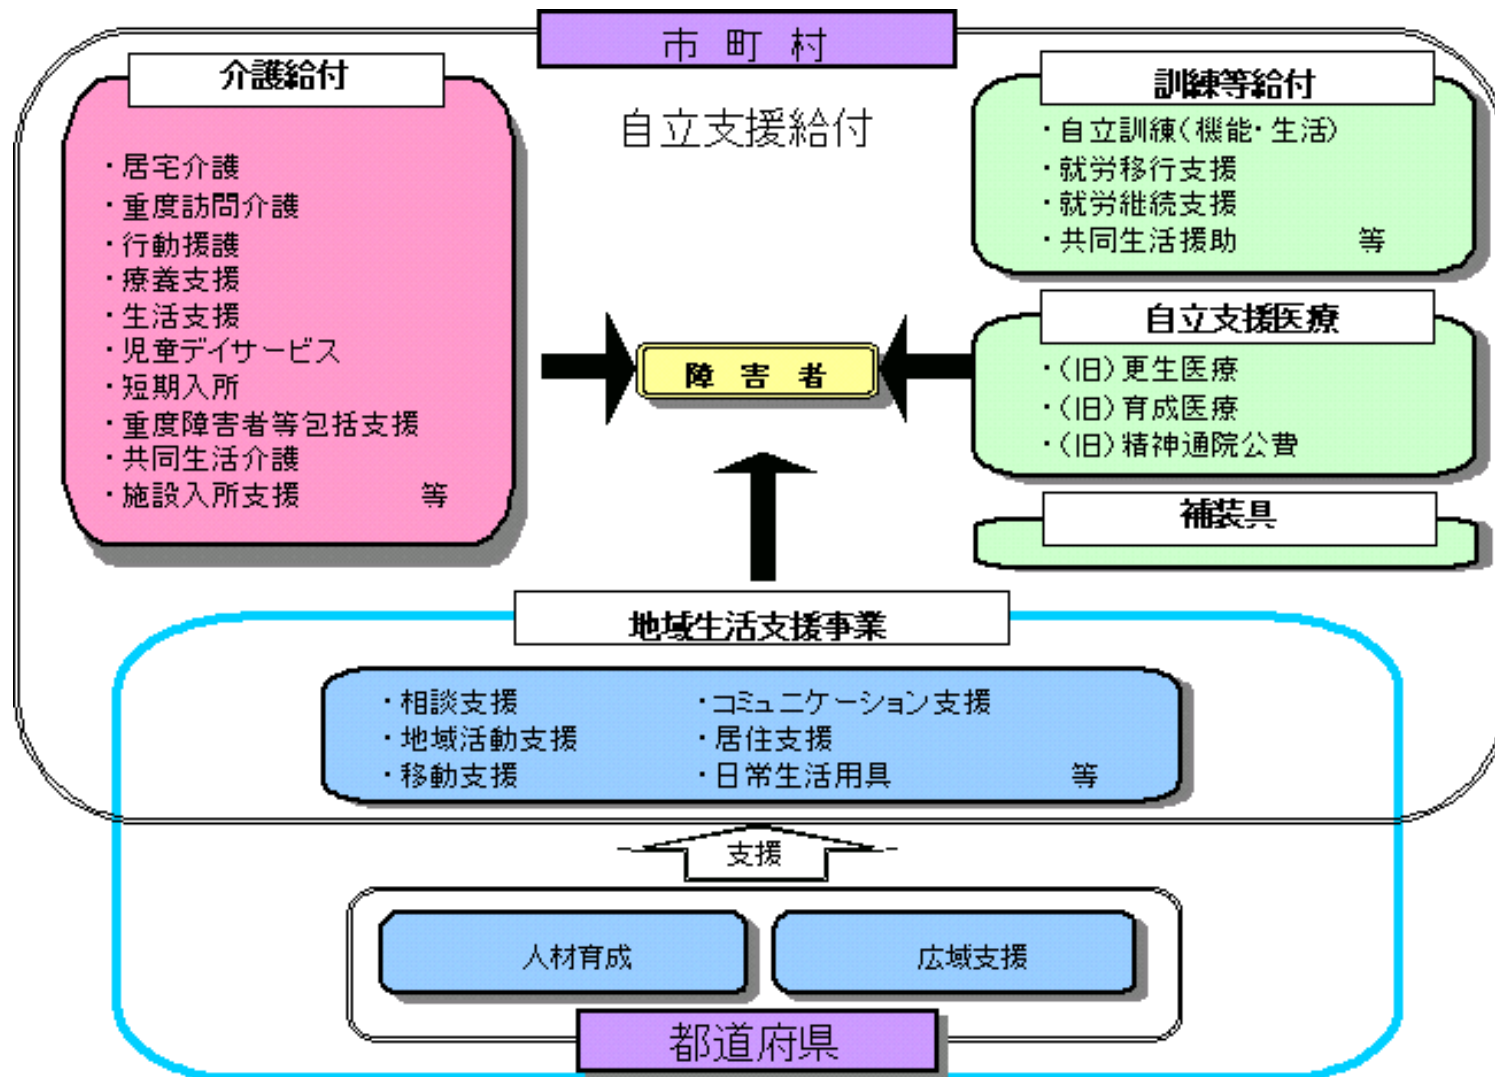 市町村
自立支援給付
介護給付
・居宅介護
・重度訪問介護
・行動援護
・療養支援
・生活支援
・児童デイサービス
・短期入所
・重度障害者等包括支援
・共同生活介護
・施設入所支援 等
訓練等給付
・自立訓練(機能・生活)
・就労移行支援
・就労継続支援
・共同生活援助 等
自立支援医療
・(旧)更生医療
・(旧)育成医療
・(旧)精神通院公費
補装具
障害者
地域生活支援事業
・相談支援 ・コミュニケーション支援
・地域活動支援 ・居住支援
・移動支援 ・日常生活用具 等
支援
人材育成 広域支援
都道府県